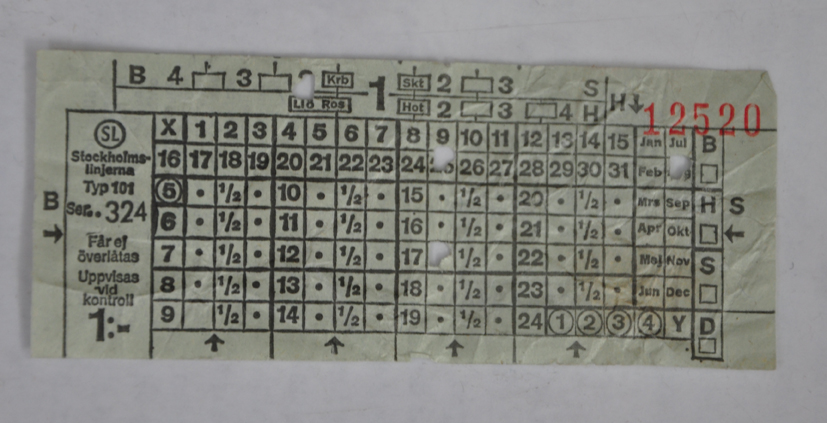 B 4 3 Krb 1 Skt 2 3 S
Liö Ros Hot 2 3 4 H H↓
12520
SL
Stockholms-
linjerna
Typ 101
Ser.. 324
Får ej
överlåtas
Uppvisas
vid
kontroll
1:-
B
→
X 1 2 3 4 5 6 7 8 9 10 11 12 13 14 15 Jan Jul B
16 17 18 19 20 21 22 23 24 26 27 28 29 30 31 Feb
5 • 1/2 • 10 • 1/2 • 15 • 1/2 • 20 • 1/2 • Mrs Sep H
6 • 1/2 • 11 • 1/2 • 16 • 1/2 • 21 • 1/2 • Apr Okt
7 • 1/2 • 12 • 1/2 • 17 1/2 • 22 • 1/2 • Maj Nov S
8 • 1/2 • 13 • 1/2 • 18 • 1/2 • 23 • 1/2 • Jun Dec
9 • 1/2 • 14 • 1/2 • 19 • 1/2 • 24 1 2 3 4 Y D
S
←
↑ ↑ ↑ ↑